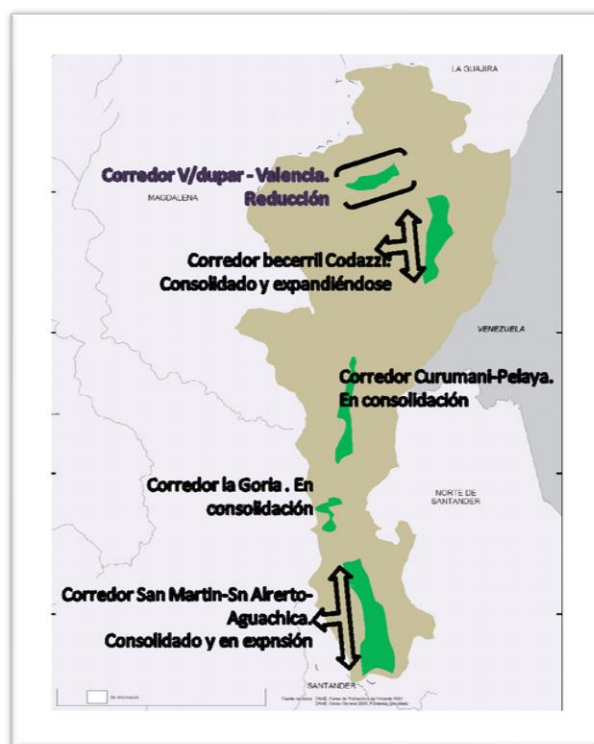 LA GUAJIRA
Corredor V/dupar - Valencia.
Reducción
MAGDALENA
Corredor becerril Codazzi.
Consolidado y expandiéndose
VENEZUELA
Corredor Curumani-Pelaya.
En consolidación
Corredor la Goria . En
consolidación
NORTE DE
SANTANDER
Corredor San Martin-Sn Alrerto-
Aguachica.
Consolidado y en expnsión
SANTANDER